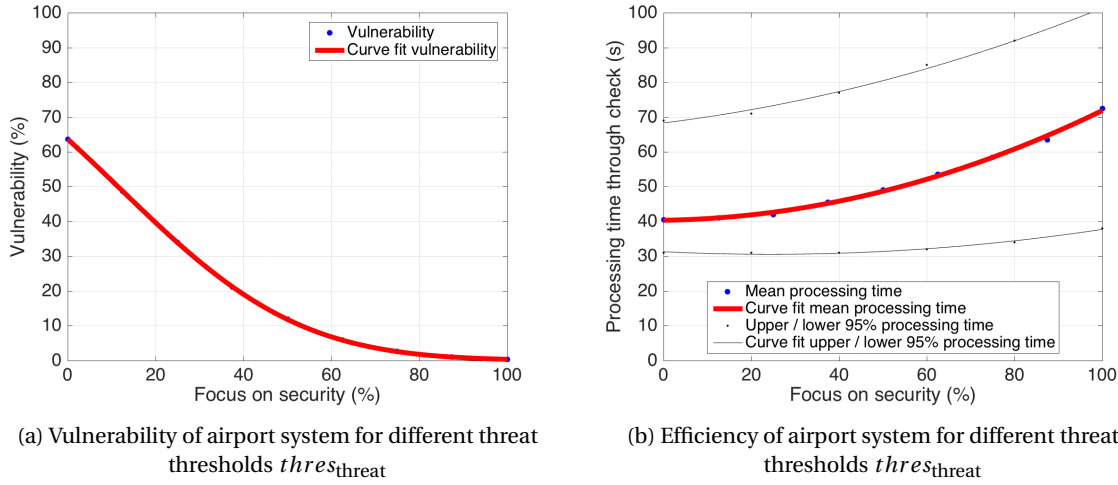 100
90
80
70
60
50
40
30
20
10
0
Vulnerability (%)
Vulnerability
Curve fit vulnerability
0
20
40
60
80
100
Focus on security (%)
(a) Vulnerability of airport system for different threat
thresholds thres_threat
100
90
80
70
60
50
40
30
20
10
0
Processing time through check (s)
Mean processing time
Curve fit mean processing time
Upper / lower 95% processing time
Curve fit upper / lower 95% processing time
0
20
40
60
80
100
Focus on security (%)
(b) Efficiency of airport system for different threat
thresholds thres_threat